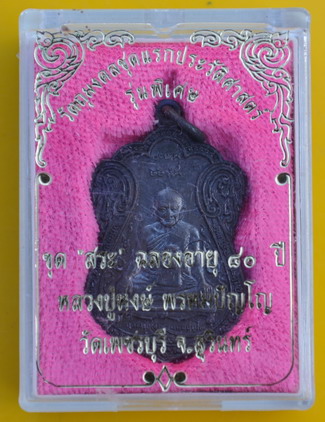 วัตถุมงคลชุดแรกประวัติศาสตร์
รุ่นพิเศษ
ชุด "สระ" ฉลองอายุ ๘๐ ปี
หลวงปู่หงษ์ พรหมปัญโญ
วัดเพชรบุรี จ.สุรินทร์